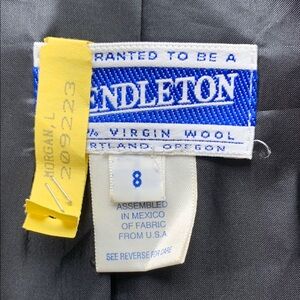 RANTED TO BE A
ENDLETON
% VIRGIN WOOL
RTLAND, OREGON
MORGAN, L
209223
8
ASSEMBLED
IN MEXICO
OF FABRIC
FROM U.S.A
SEE REVERSE FOR CARE